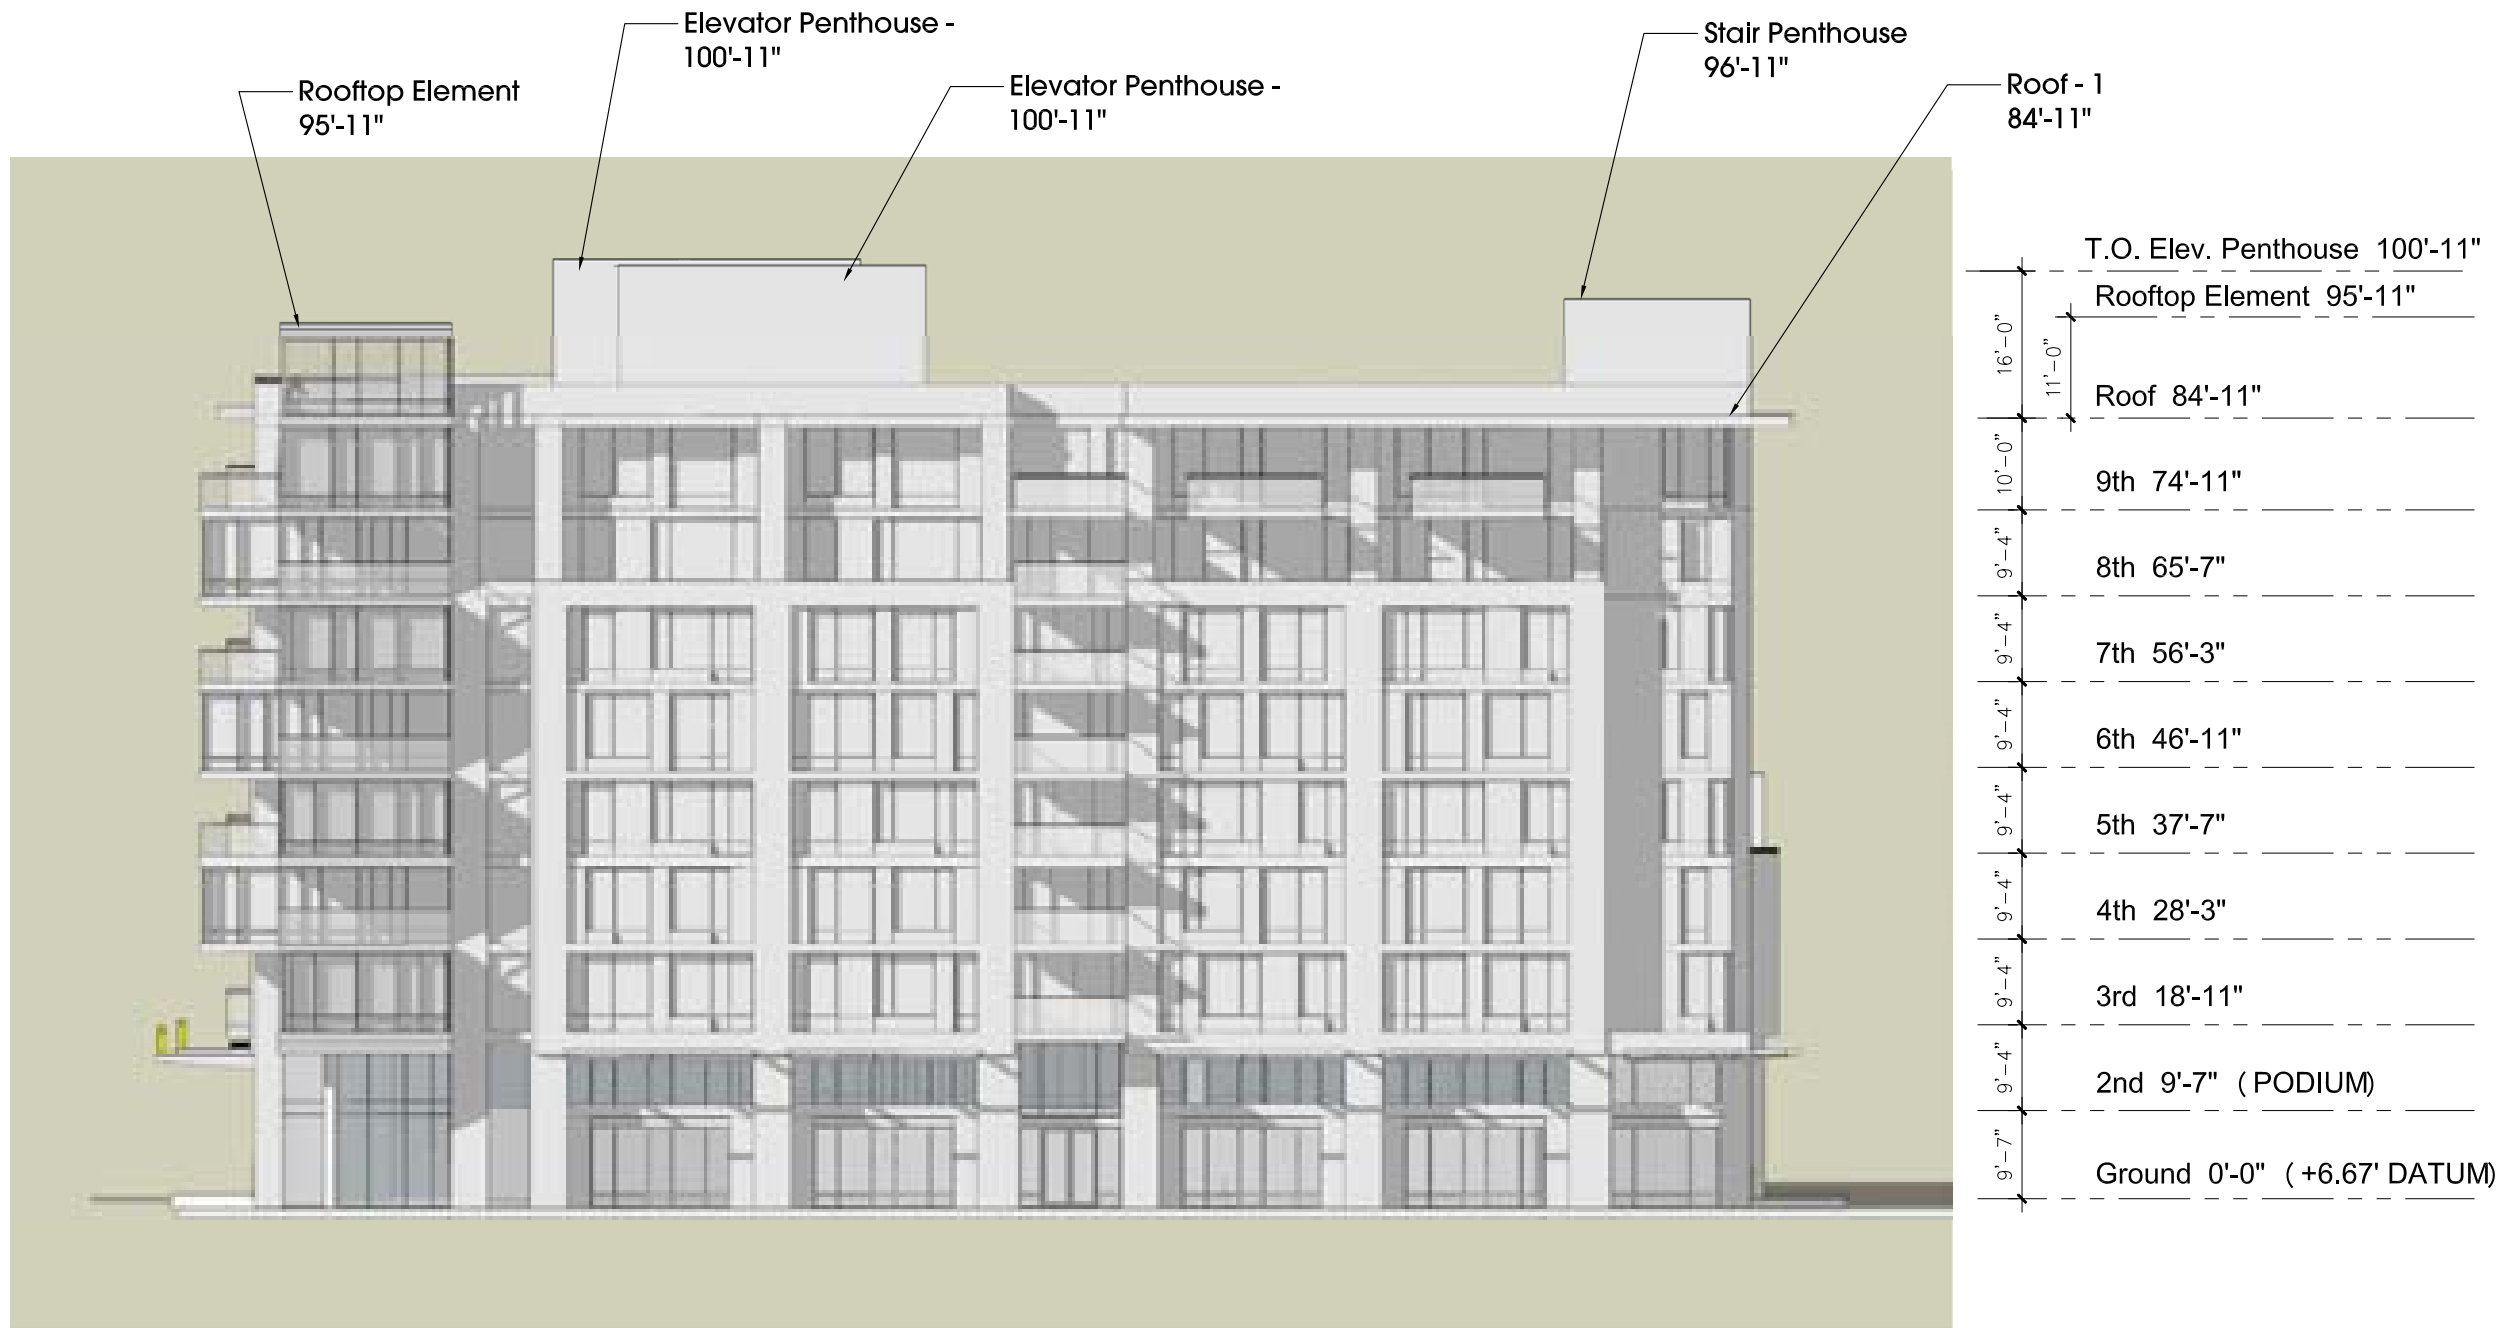 Elevator Penthouse -
100'-11"
Stair Penthouse
96'-11"
Rooftop Element
95'-11"
Elevator Penthouse -
100'-11"
Roof - 1
84'-11"
T.O. Elev. Penthouse 100'-11"
Rooftop Element 95'-11"
16'-0"
11'-0"
Roof 84'-11"
10'-0"
9th 74'-11"
9'-4"
8th 65'-7"
9'-4"
7th 56'-3"
9'-4"
6th 46'-11"
9'-4"
5th 37'-7"
9'-4"
4th 28'-3"
9'-4"
3rd 18'-11"
9'-4"
2nd 9'-7" ( PODIUM)
9'-7"
Ground 0'-0" ( +6.67' DATUM)